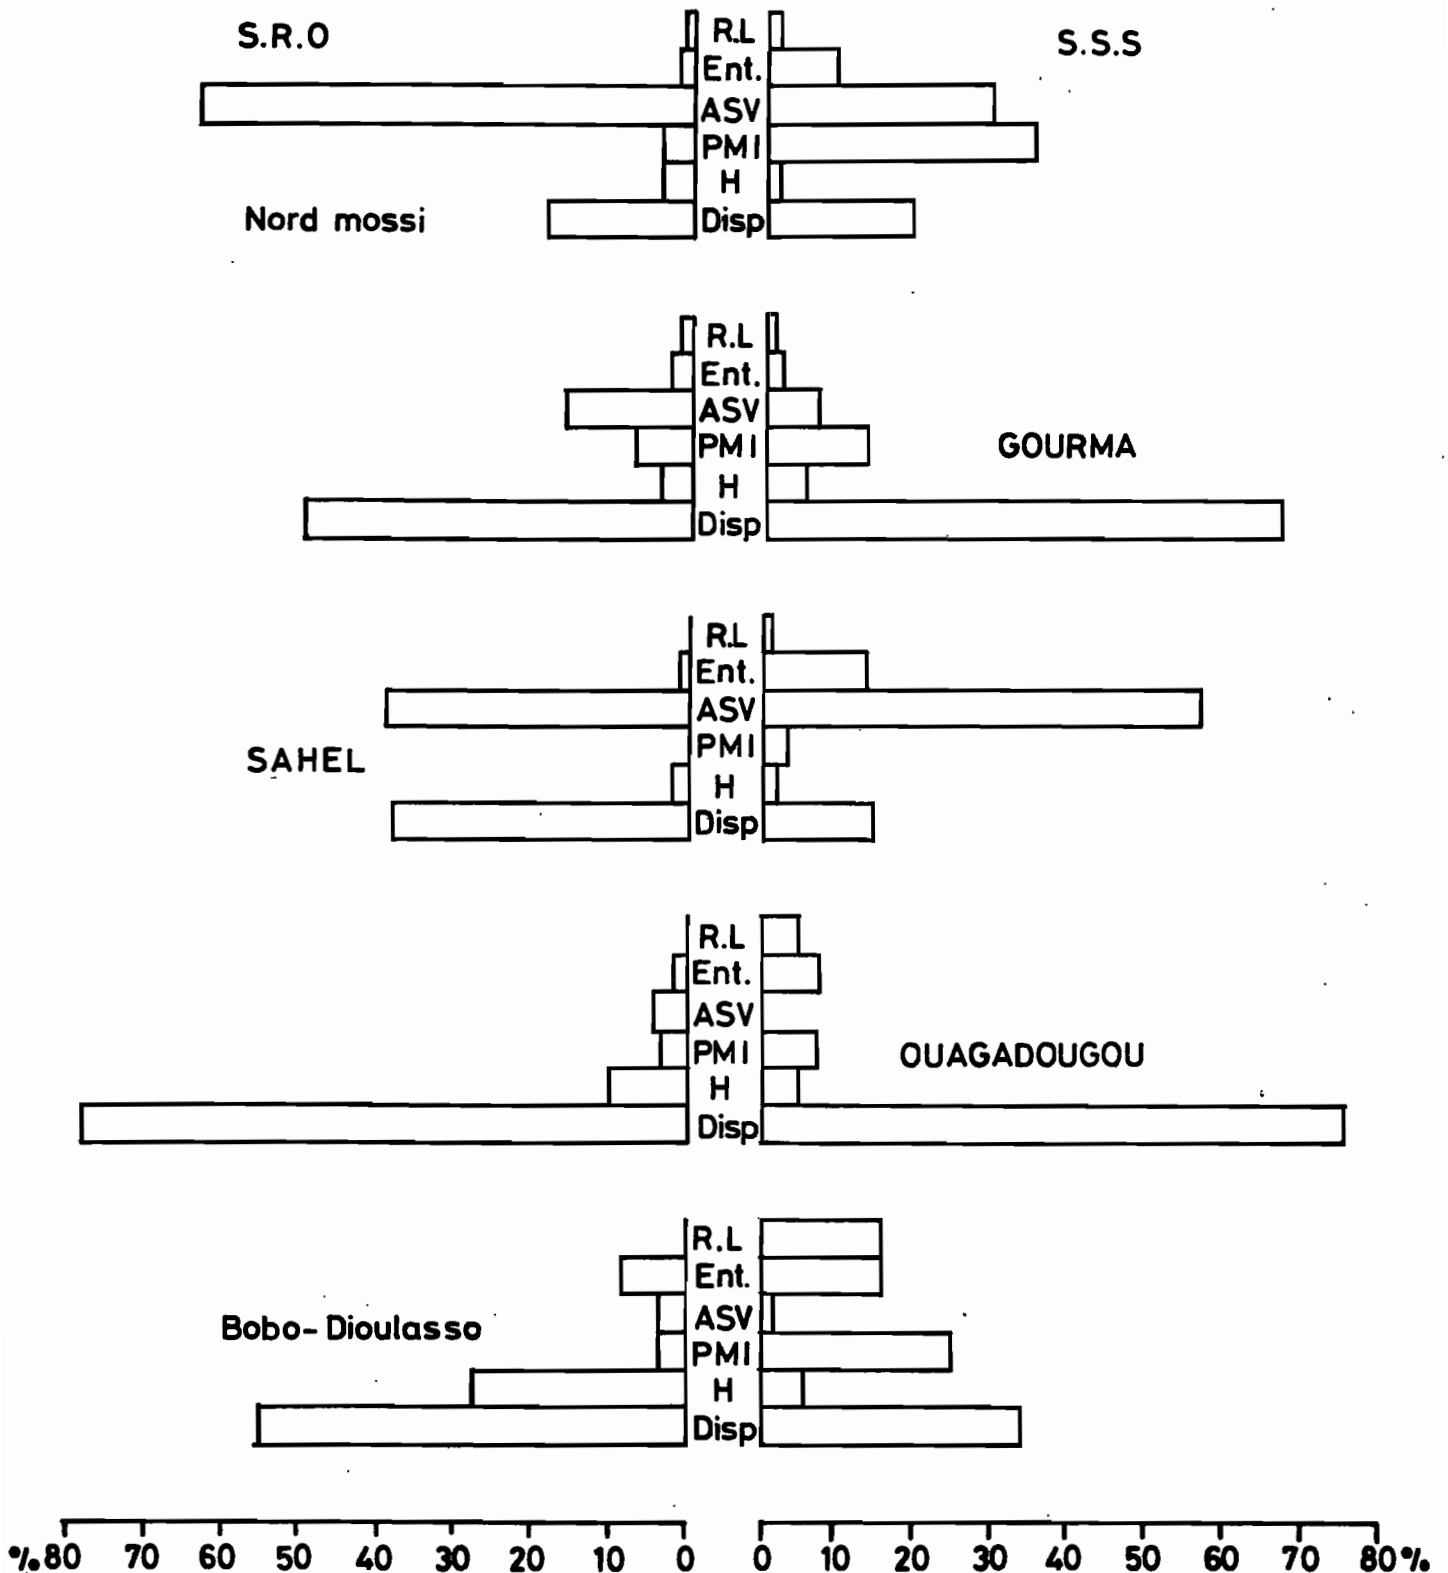 S.R.O
S.S.S
R.L
Ent.
ASV
PMI
H
Disp
Nord mossi
R.L
Ent.
ASV
PMI
H
Disp
GOURMA
R.L
Ent.
ASV
PMI
H
Disp
SAHEL
R.L
Ent.
ASV
PMI
H
Disp
OUAGADOUGOU
R.L
Ent.
ASV
PMI
H
Disp
Bobo-Dioulasso
%80 70 60 50 40 30 20 10 0 0 10 20 30 40 50 60 70 80%